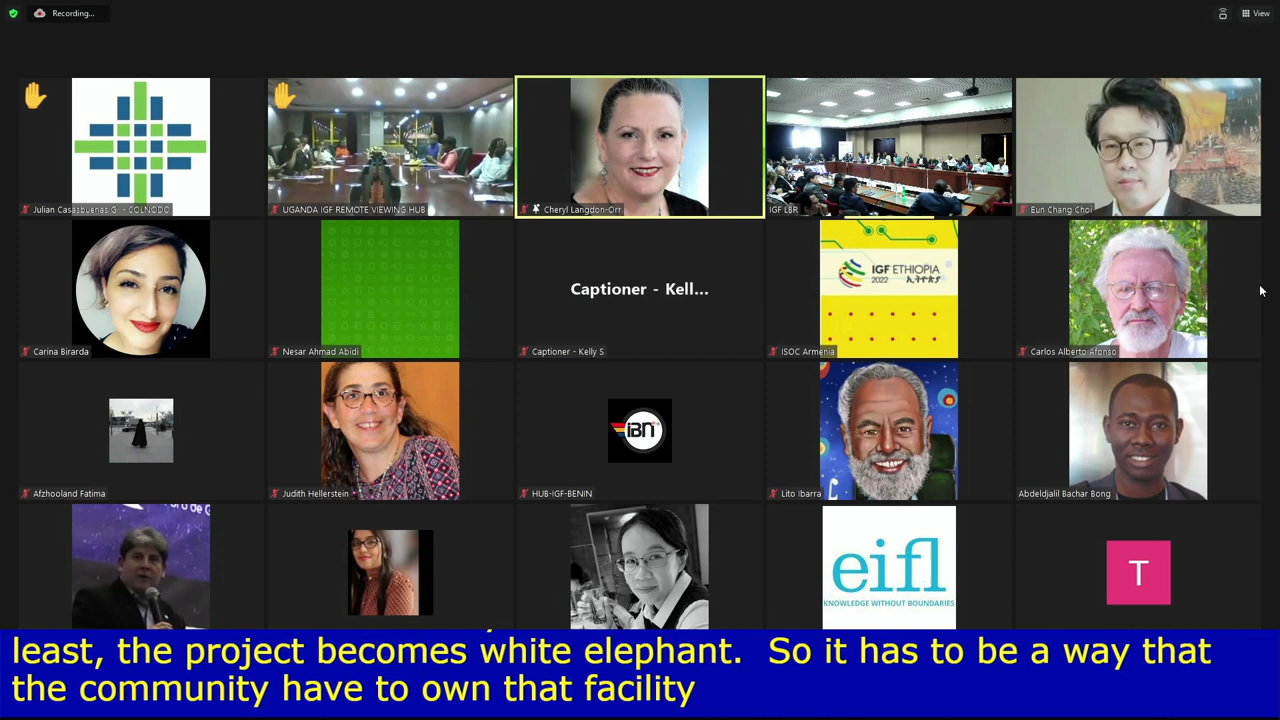 Recording...
View
Julian Casasbuenas G. - COLNODO
UGANDA IGF REMOTE VIEWING HUB
Cheryl Langdon-Orr
IGF LBR
Eun Chang Choi
Captioner - Kell...
IGF ETHIOPIA
2022 ኢትዮጵያ
Carina Birarda
Nesar Ahmad Abidi
Captioner - Kelly S
ISOC Armenia
Carlos Alberto Afonso
iBN
Afzhooland Fatima
Judith Hellerstein
HUB-IGF-BENIN
Lito Ibarra
Abdeldjalil Bachar Bong
eifl
KNOWLEDGE WITHOUT BOUNDARIES
T
least, the project becomes white elephant. So it has to be a way that
the community have to own that facility